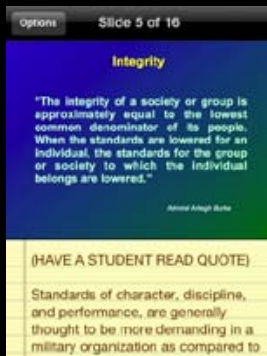 Options Slide 5 of 16
Integrity
"The integrity of a society or group is
approximately equal to the lowest
common denominator of its people.
When the standards are lowered for an
individual, the standards for the group
or society to which the individual
belongs are lowered."
Admiral Arleigh Burke
(HAVE A STUDENT READ QUOTE)
Standards of character, discipline,
and performance, are generally
thought to be more demanding in a
military organization as compared to